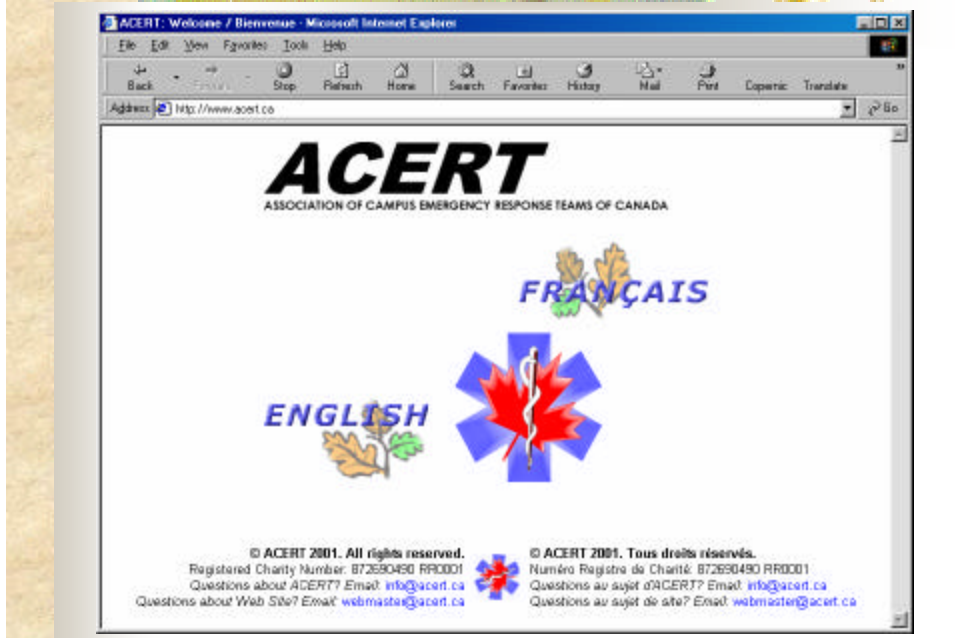 ACERT: Welcome / Bienvenue - Microsoft Internet Explorer
File Edit View Favorites Tools Help
Back Stop Refresh Home Search Favorites History Mail Print Copernic Translate
Address http://www.acert.ca Go
ACERT
ASSOCIATION OF CAMPUS EMERGENCY RESPONSE TEAMS OF CANADA
FRANÇAIS
ENGLISH
© ACERT 2001. All rights reserved.
Registered Charity Number: 872690490 RR0001
Questions about ACERT? Email: info@acert.ca
Questions about Web Site? Email: webmaster@acert.ca
© ACERT 2001. Tous droits réservés.
Numéro Registre de Charité: 872690490 RR0001
Questions au sujet d'ACERT? Email: info@acert.ca
Questions au sujet de site? Email: webmaster@acert.ca